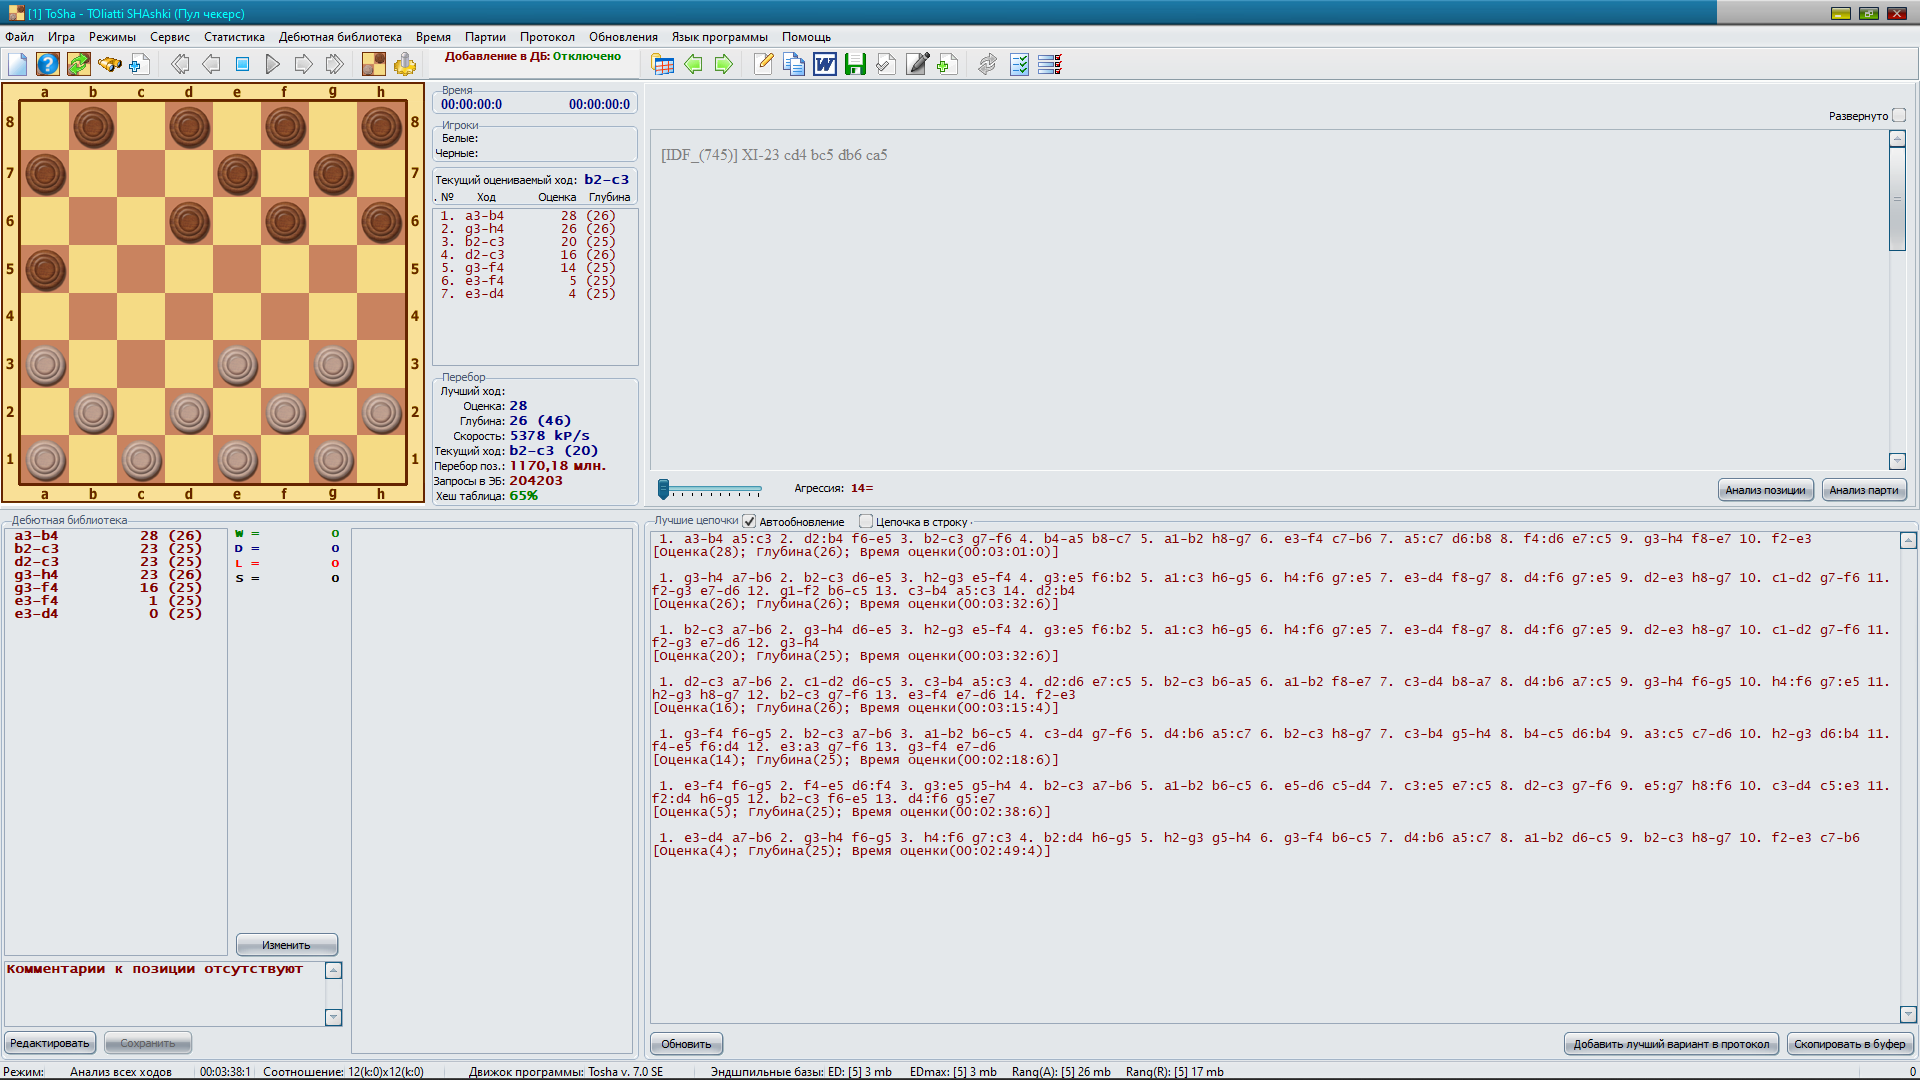 [1] ToSha - TOliatti SHAshki (Пул чекерс)
Файл Игра Режимы Сервис Статистика Дебютная библиотека Время Партии Протокол Обновления Язык программы Помощь
Добавление в ДБ: Отключено
a b c d e f g h
8 8
7 7
6 6
5 5
4 4
3 3
2 2
1 1
a b c d e f g h
Время
00:00:00:0 00:00:00:0
Игроки
Белые:
Черные:
Текущий оцениваемый ход: b2-c3
. № Ход Оценка Глубина
1. a3-b4 28 (26)
2. g3-h4 26 (26)
3. b2-c3 20 (25)
4. d2-c3 16 (26)
5. g3-f4 14 (25)
6. e3-f4 5 (25)
7. e3-d4 4 (25)
Перебор
Лучший ход:
Оценка: 28
Глубина: 26 (46)
Скорость: 5378 kP/s
Текущий ход: b2-c3 (20)
Перебор поз.: 1170,18 млн.
Запросы в ЭБ: 204203
Хеш таблица: 65%
Развернуто
[IDF_(745)] XI-23 cd4 bc5 db6 ca5
Агрессия: 14=
Анализ позиции Анализ парти
Дебютная библиотека
a3-b4 28 (26)
b2-c3 23 (25)
d2-c3 23 (25)
g3-h4 23 (26)
g3-f4 16 (25)
e3-f4 1 (25)
e3-d4 0 (25)
W = 0
D = 0
L = 0
S = 0
Изменить
Комментарии к позиции отсутствуют
Редактировать Сохранить
Лучшие цепочки Автообновление Цепочка в строку
1. a3-b4 a5:c3 2. d2:b4 f6-e5 3. b2-c3 g7-f6 4. b4-a5 b8-c7 5. a1-b2 h8-g7 6. e3-f4 c7-b6 7. a5:c7 d6:b8 8. f4:d6 e7:c5 9. g3-h4 f8-e7 10. f2-e3
[Оценка(28); Глубина(26); Время оценки(00:03:01:0)]
1. g3-h4 a7-b6 2. b2-c3 d6-e5 3. h2-g3 e5-f4 4. g3:e5 f6:b2 5. a1:c3 h6-g5 6. h4:f6 g7:e5 7. e3-d4 f8-g7 8. d4:f6 g7:e5 9. d2-e3 h8-g7 10. c1-d2 g7-f6 11.
f2-g3 e7-d6 12. g1-f2 b6-c5 13. c3-b4 a5:c3 14. d2:b4
[Оценка(26); Глубина(26); Время оценки(00:03:32:6)]
1. b2-c3 a7-b6 2. g3-h4 d6-e5 3. h2-g3 e5-f4 4. g3:e5 f6:b2 5. a1:c3 h6-g5 6. h4:f6 g7:e5 7. e3-d4 f8-g7 8. d4:f6 g7:e5 9. d2-e3 h8-g7 10. c1-d2 g7-f6 11.
f2-g3 e7-d6 12. g3-h4
[Оценка(20); Глубина(25); Время оценки(00:03:32:6)]
1. d2-c3 a7-b6 2. c1-d2 d6-c5 3. c3-b4 a5:c3 4. d2:d6 e7:c5 5. b2-c3 b6-a5 6. a1-b2 f8-e7 7. c3-d4 b8-a7 8. d4:b6 a7:c5 9. g3-h4 f6-g5 10. h4:f6 g7:e5 11.
h2-g3 h8-g7 12. b2-c3 g7-f6 13. e3-f4 e7-d6 14. f2-e3
[Оценка(16); Глубина(26); Время оценки(00:03:15:4)]
1. g3-f4 f6-g5 2. b2-c3 a7-b6 3. a1-b2 b6-c5 4. c3-d4 g7-f6 5. d4:b6 a5:c7 6. b2-c3 h8-g7 7. c3-b4 g5-h4 8. b4-c5 d6:b4 9. a3:c5 c7-d6 10. h2-g3 d6:b4 11.
f4-e5 f6:d4 12. e3:a3 g7-f6 13. g3-f4 e7-d6
[Оценка(14); Глубина(25); Время оценки(00:02:18:6)]
1. e3-f4 f6-g5 2. f4-e5 d6:f4 3. g3:e5 g5-h4 4. b2-c3 a7-b6 5. a1-b2 b6-c5 6. e5-d6 c5-d4 7. c3:e5 e7:c5 8. d2-c3 g7-f6 9. e5:g7 h8:f6 10. c3-d4 c5:e3 11.
f2:d4 h6-g5 12. b2-c3 f6-e5 13. d4:f6 g5:e7
[Оценка(5); Глубина(25); Время оценки(00:02:38:6)]
1. e3-d4 a7-b6 2. g3-h4 f6-g5 3. h4:f6 g7:c3 4. b2:d4 h6-g5 5. h2-g3 g5-h4 6. g3-f4 b6-c5 7. d4:b6 a5:c7 8. a1-b2 d6-c5 9. b2-c3 h8-g7 10. f2-e3 c7-b6
[Оценка(4); Глубина(25); Время оценки(00:02:49:4)]
Обновить Добавить лучший вариант в протокол Скопировать в буфер
Режим: Анализ всех ходов 00:03:38:1 Соотношение: 12(k:0)x12(k:0) Движок программы: Tosha v. 7.0 SE Эндшпильные базы: ED: [5] 3 mb EDmax: [5] 3 mb Rang(A): [5] 26 mb Rang(R): [5] 17 mb 0